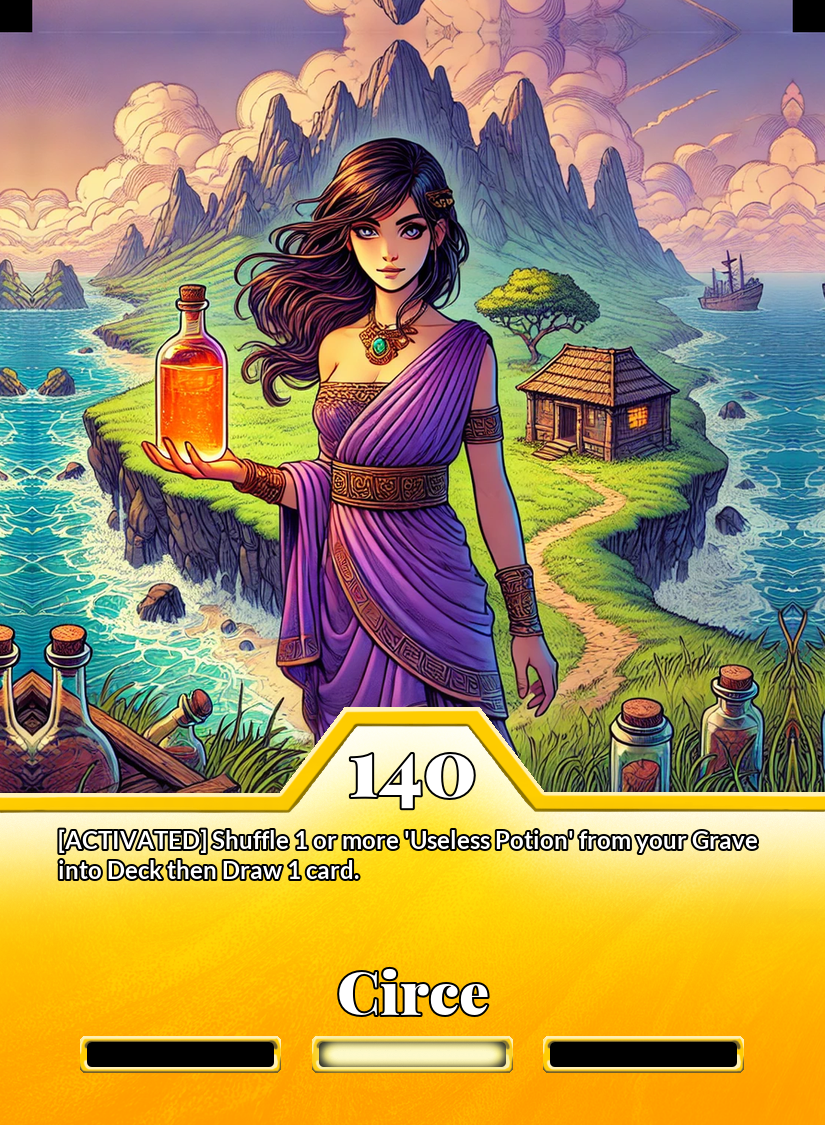 140
[ACTIVATED] Shuffle 1 or more 'Useless Potion' from your Grave
into Deck then Draw 1 card.
Circe